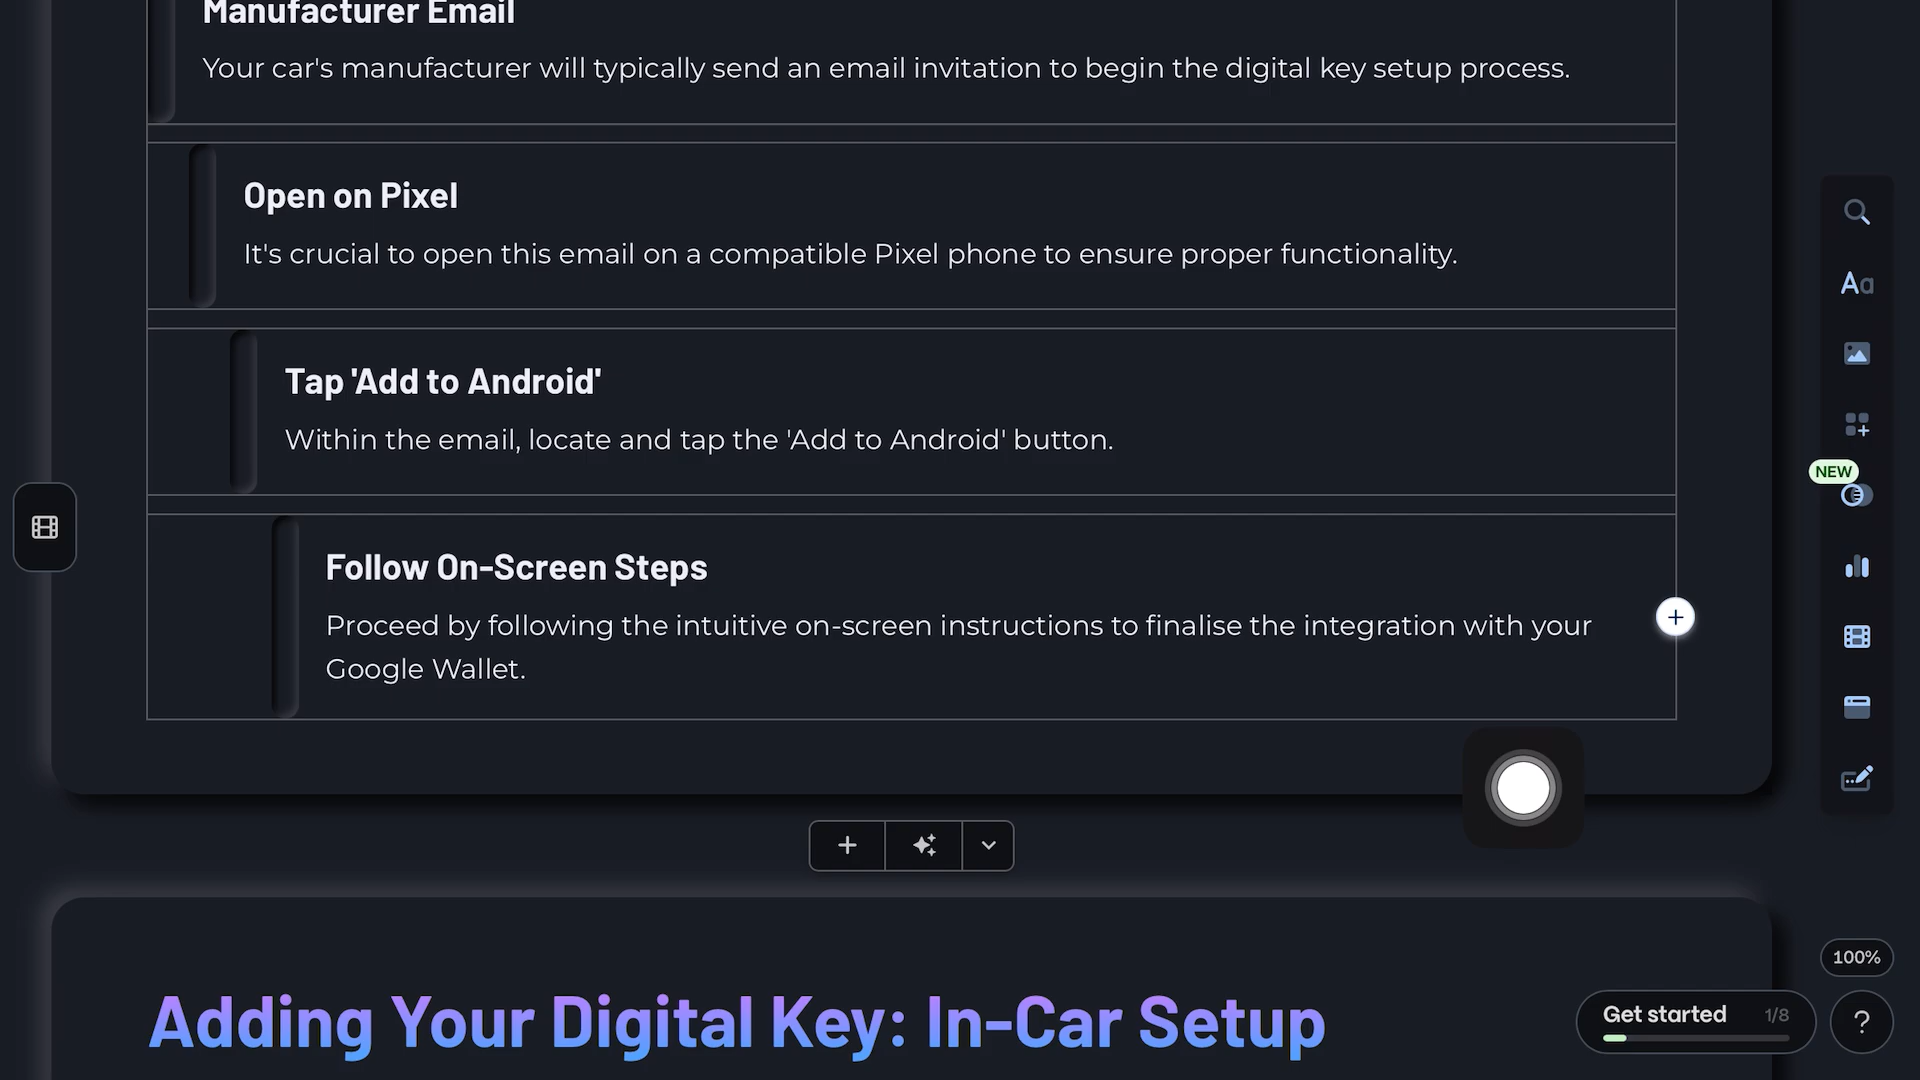 Manufacturer Email
Your car's manufacturer will typically send an email invitation to begin the digital key setup process.
Open on Pixel
It's crucial to open this email on a compatible Pixel phone to ensure proper functionality.
Tap 'Add to Android'
Within the email, locate and tap the 'Add to Android' button.
Follow On-Screen Steps
Proceed by following the intuitive on-screen instructions to finalise the integration with your
Google Wallet.
Adding Your Digital Key: In-Car Setup
Aa
NEW
100%
Get started 1/8
?